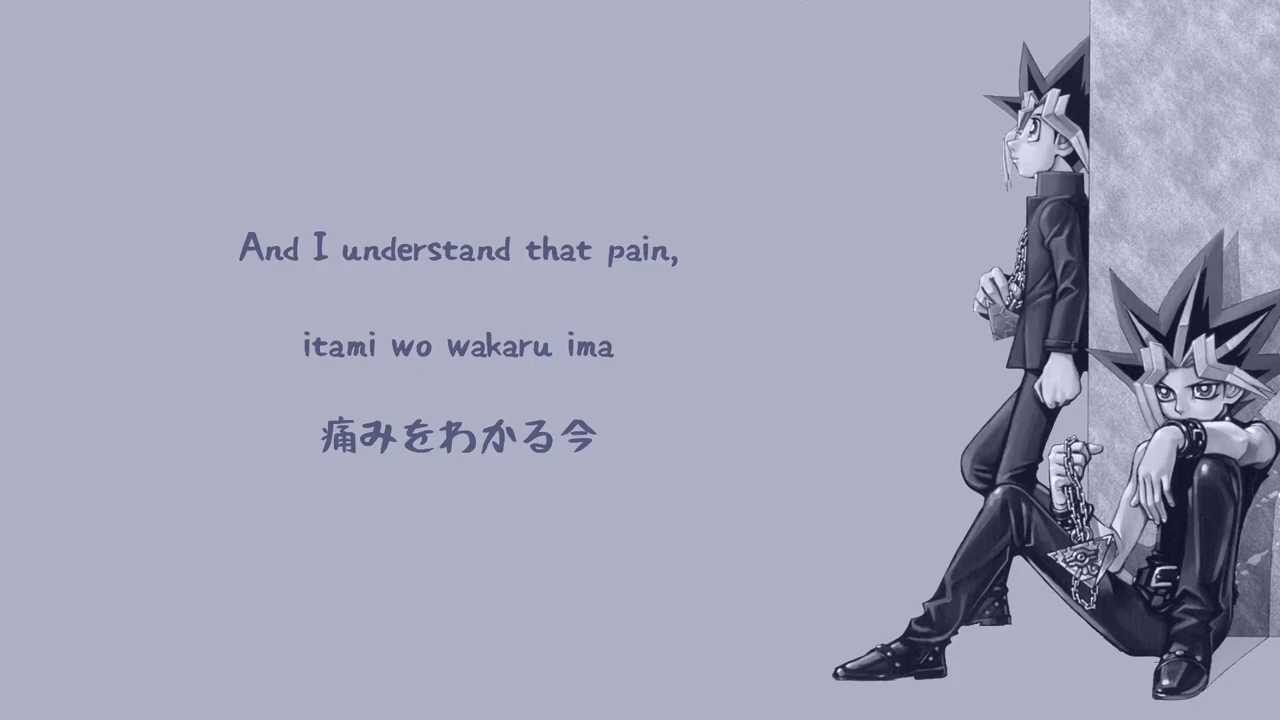 And I understand that pain,
itami wo wakaru ima
痛みをわかる今